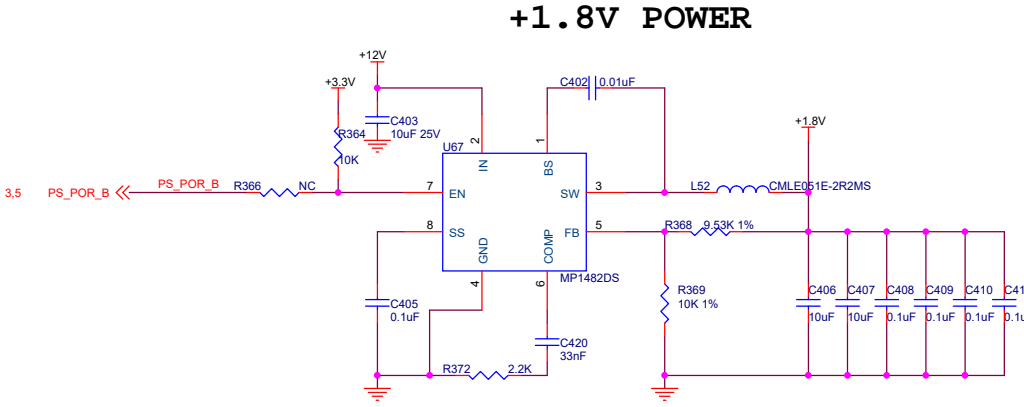 +1.8V POWER
+12V
+3.3V
C402 0.01uF
C403
10uF 25V
R364
10K
U67
2
IN
1
BS
+1.8V
3,5 PS_POR_B PS_POR_B R366 NC 7 EN
SW 3 L52 CMLE051E-2R2MS
8 SS
FB 5 R368 9.53K 1%
GND
4
COMP
6
MP1482DS
C405
0.1uF
R369
10K 1%
C406
10uF
C407
10uF
C408
0.1uF
C409
0.1uF
C410
0.1uF
C420
33nF
R372 2.2K